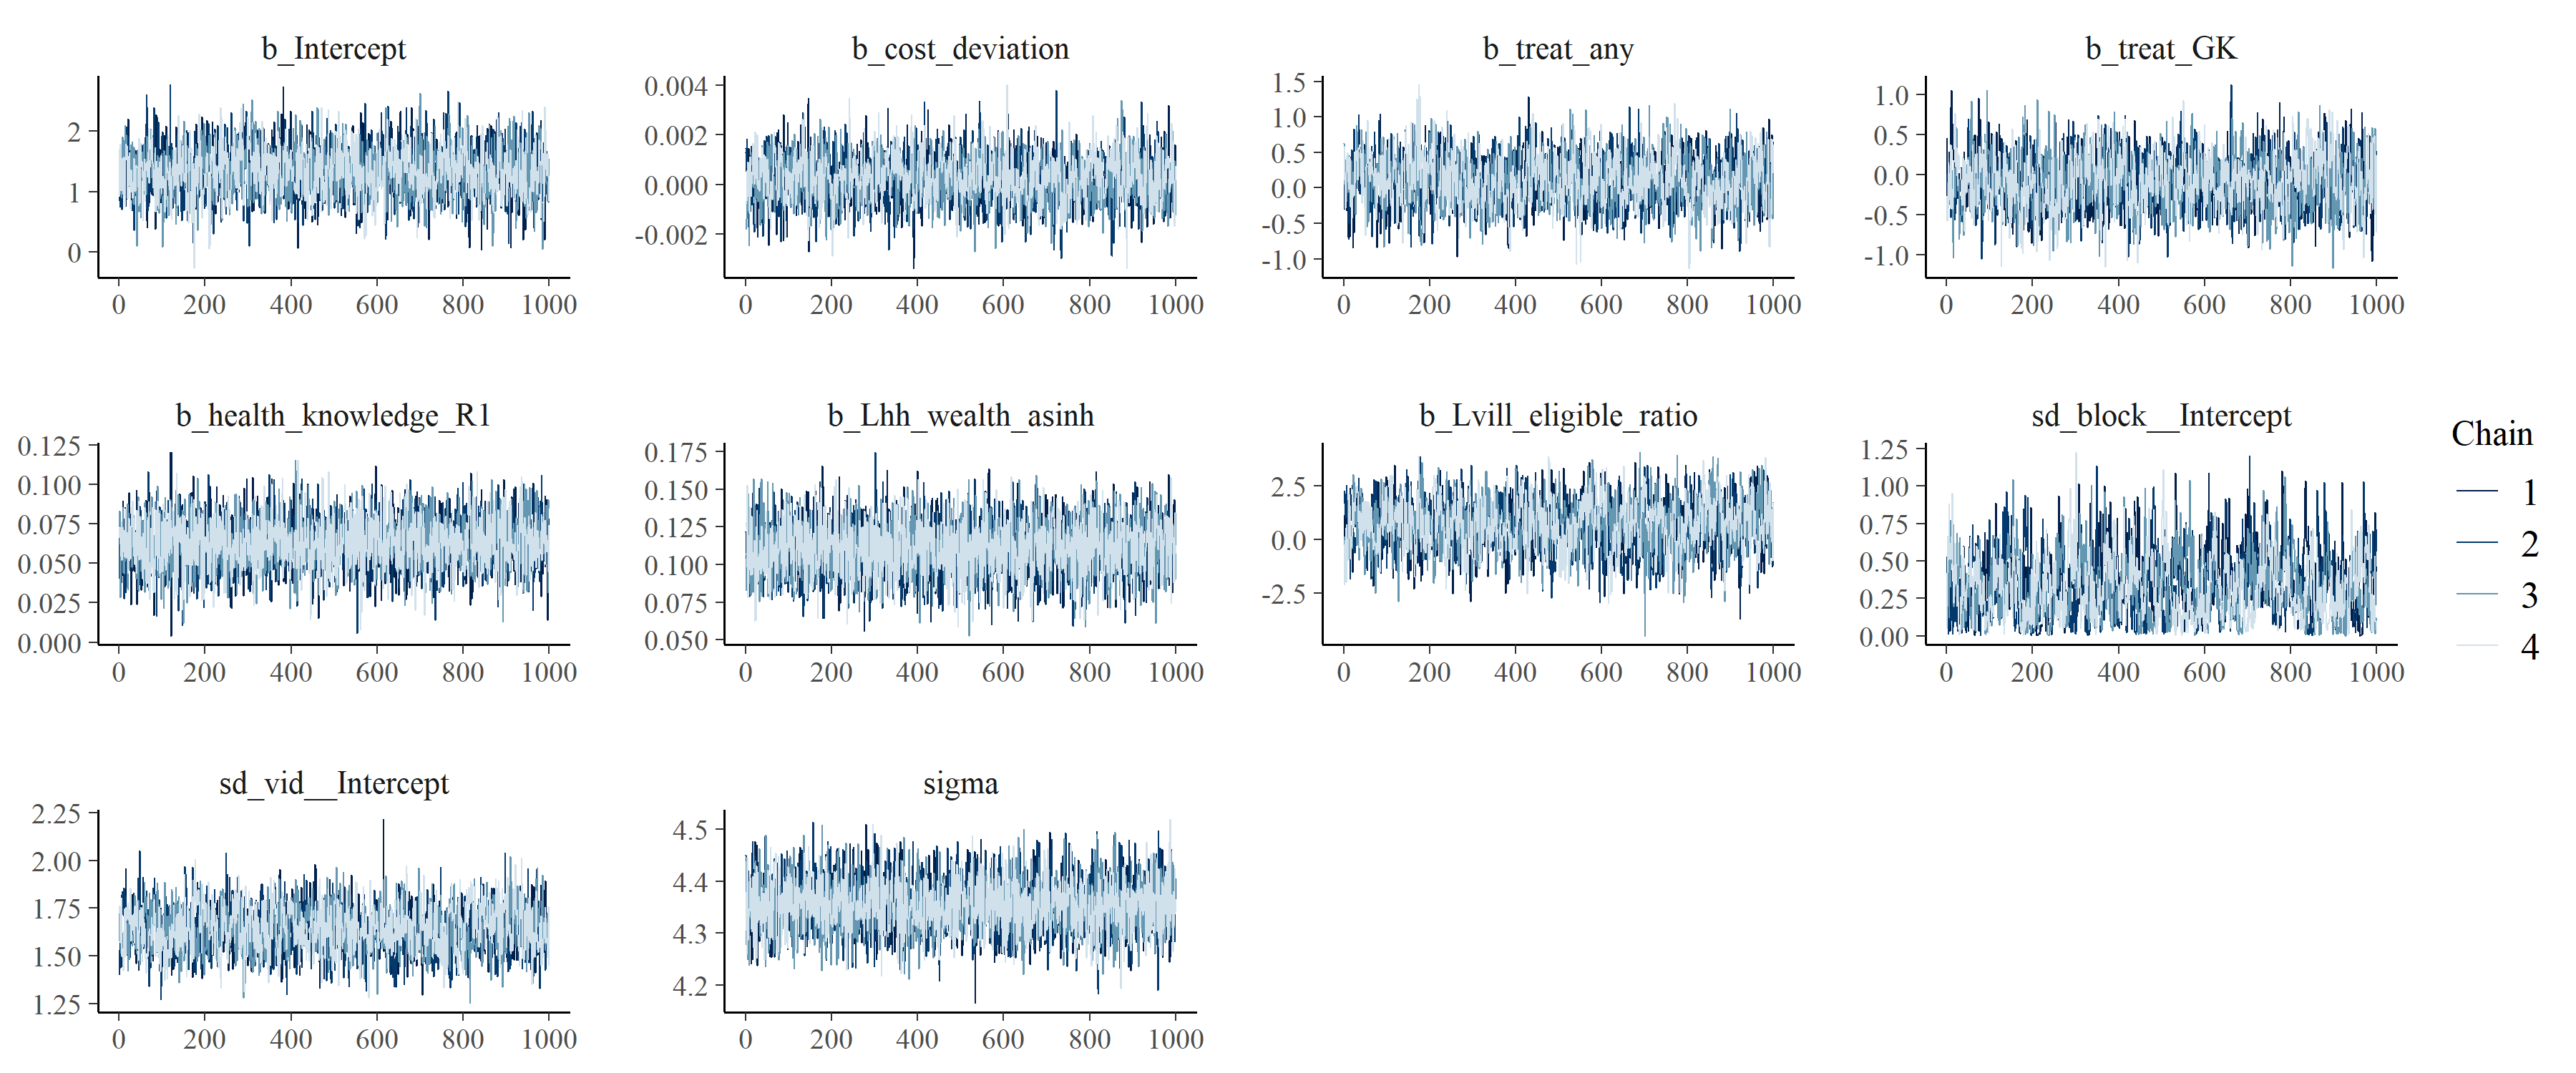 b_Intercept
2
1
0
0 200 400 600 800 1000
b_cost_deviation
0.004
0.002
0.000
-0.002
0 200 400 600 800 1000
b_treat_any
1.5
1.0
0.5
0.0
-0.5
-1.0
0 200 400 600 800 1000
b_treat_GK
1.0
0.5
0.0
-0.5
-1.0
0 200 400 600 800 1000
b_health_knowledge_R1
0.125
0.100
0.075
0.050
0.025
0.000
0 200 400 600 800 1000
b_Lhh_wealth_asinh
0.175
0.150
0.125
0.100
0.075
0.050
0 200 400 600 800 1000
b_Lvill_eligible_ratio
2.5
0.0
-2.5
0 200 400 600 800 1000
sd_block__Intercept
1.25
1.00
0.75
0.50
0.25
0.00
0 200 400 600 800 1000
Chain
1
2
3
4
sd_vid__Intercept
2.25
2.00
1.75
1.50
1.25
0 200 400 600 800 1000
sigma
4.5
4.4
4.3
4.2
0 200 400 600 800 1000